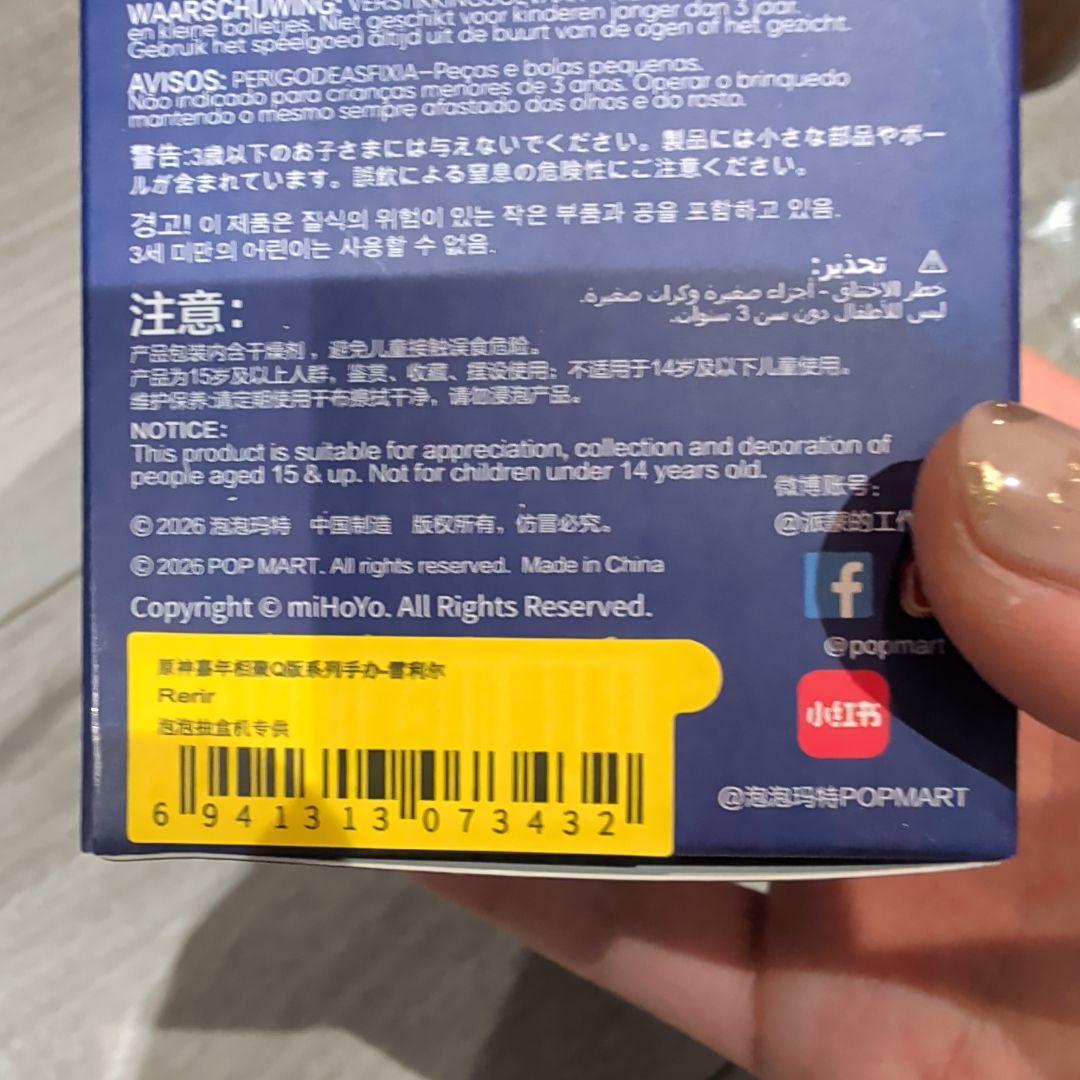 WAARSCHUWING:
en kleine balletjes. Niet geschikt voor kinderen jonger dan 3 jaar.
Gebruik het speelgoed altijd uit de buurt van de ogen of het gezicht.
AVISOS: PERIGODEASFIXIA-Peças e bolas pequenas.
Não indicado para crianças menores de 3 anos. Operar o brinquedo
mantendo o mesmo sempre afastado dos olhos e do rosto.
警告:3歳以下のお子さまには与えないでください。製品には小さな部品やボー
ルが含まれています。誤飲による窒息の危険性にご注意ください。
경고! 이 제품은 질식의 위험이 있는 작은 부품과 공을 포함하고 있음.
3세 미만의 어린이는 사용할 수 없음.
تحذير:
خطر الاختناق - أجزاء صغيرة وكرات صغيرة.
ليس للأطفال دون سن 3 سنوات.
注意:
产品包装内含干燥剂，避免儿童接触误食危险。
产品为15岁及以上人群，鉴赏、收藏、摆设使用；不适用于14岁及以下儿童使用。
维护保养:请定期使用干布擦拭干净，请勿浸泡产品。
NOTICE:
This product is suitable for appreciation, collection and decoration of
people aged 15 & up. Not for children under 14 years old.
微博账号:
@派蒙的工作
© 2026 泡泡玛特 中国制造 版权所有，仿冒必究。
© 2026 POP MART. All rights reserved. Made in China
Copyright © miHoYo. All Rights Reserved.
f
@popmart
原神嘉年相聚Q版系列手办-雷利尔
Rerir
泡泡抽盒机专供
6 941313 073432
小红书
@泡泡玛特POPMART